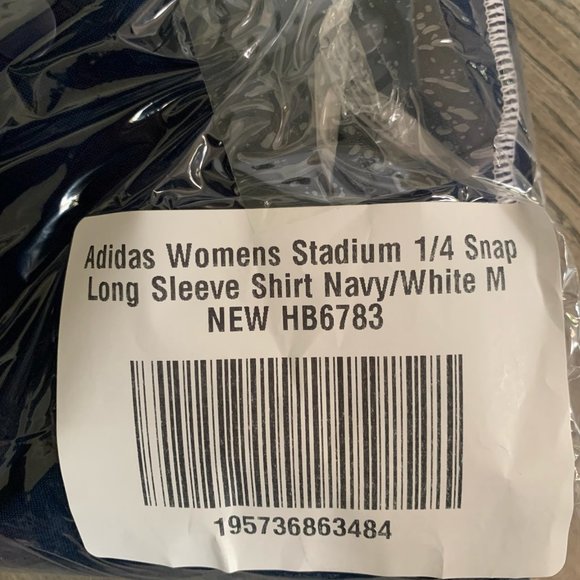 Adidas Womens Stadium 1/4 Snap
Long Sleeve Shirt Navy/White M
NEW HB6783
195736863484